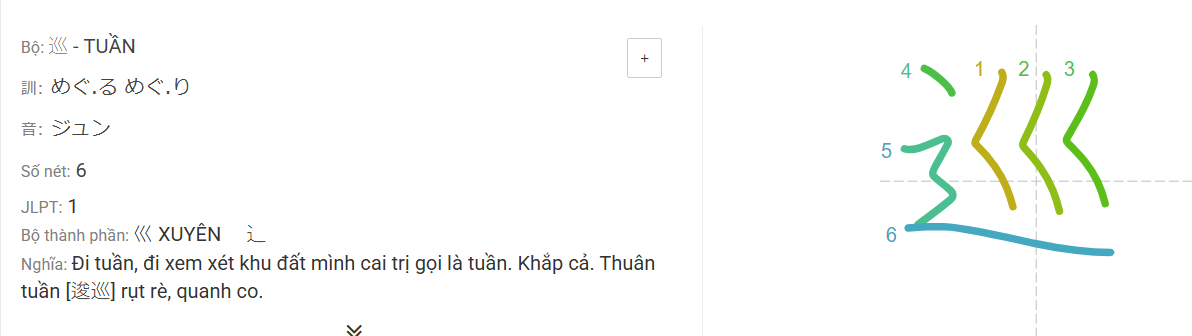 Bộ: 巡 - TUẦN
+
訓: めぐ.る めぐ.り
音: ジュン
Số nét: 6
JLPT: 1
Bộ thành phần: 巛 XUYÊN ⻌
Nghĩa: Đi tuần, đi xem xét khu đất mình cai trị gọi là tuần. Khắp cả. Thuân
tuần [逡巡] rụt rè, quanh co.
4 1 2 3
5
6